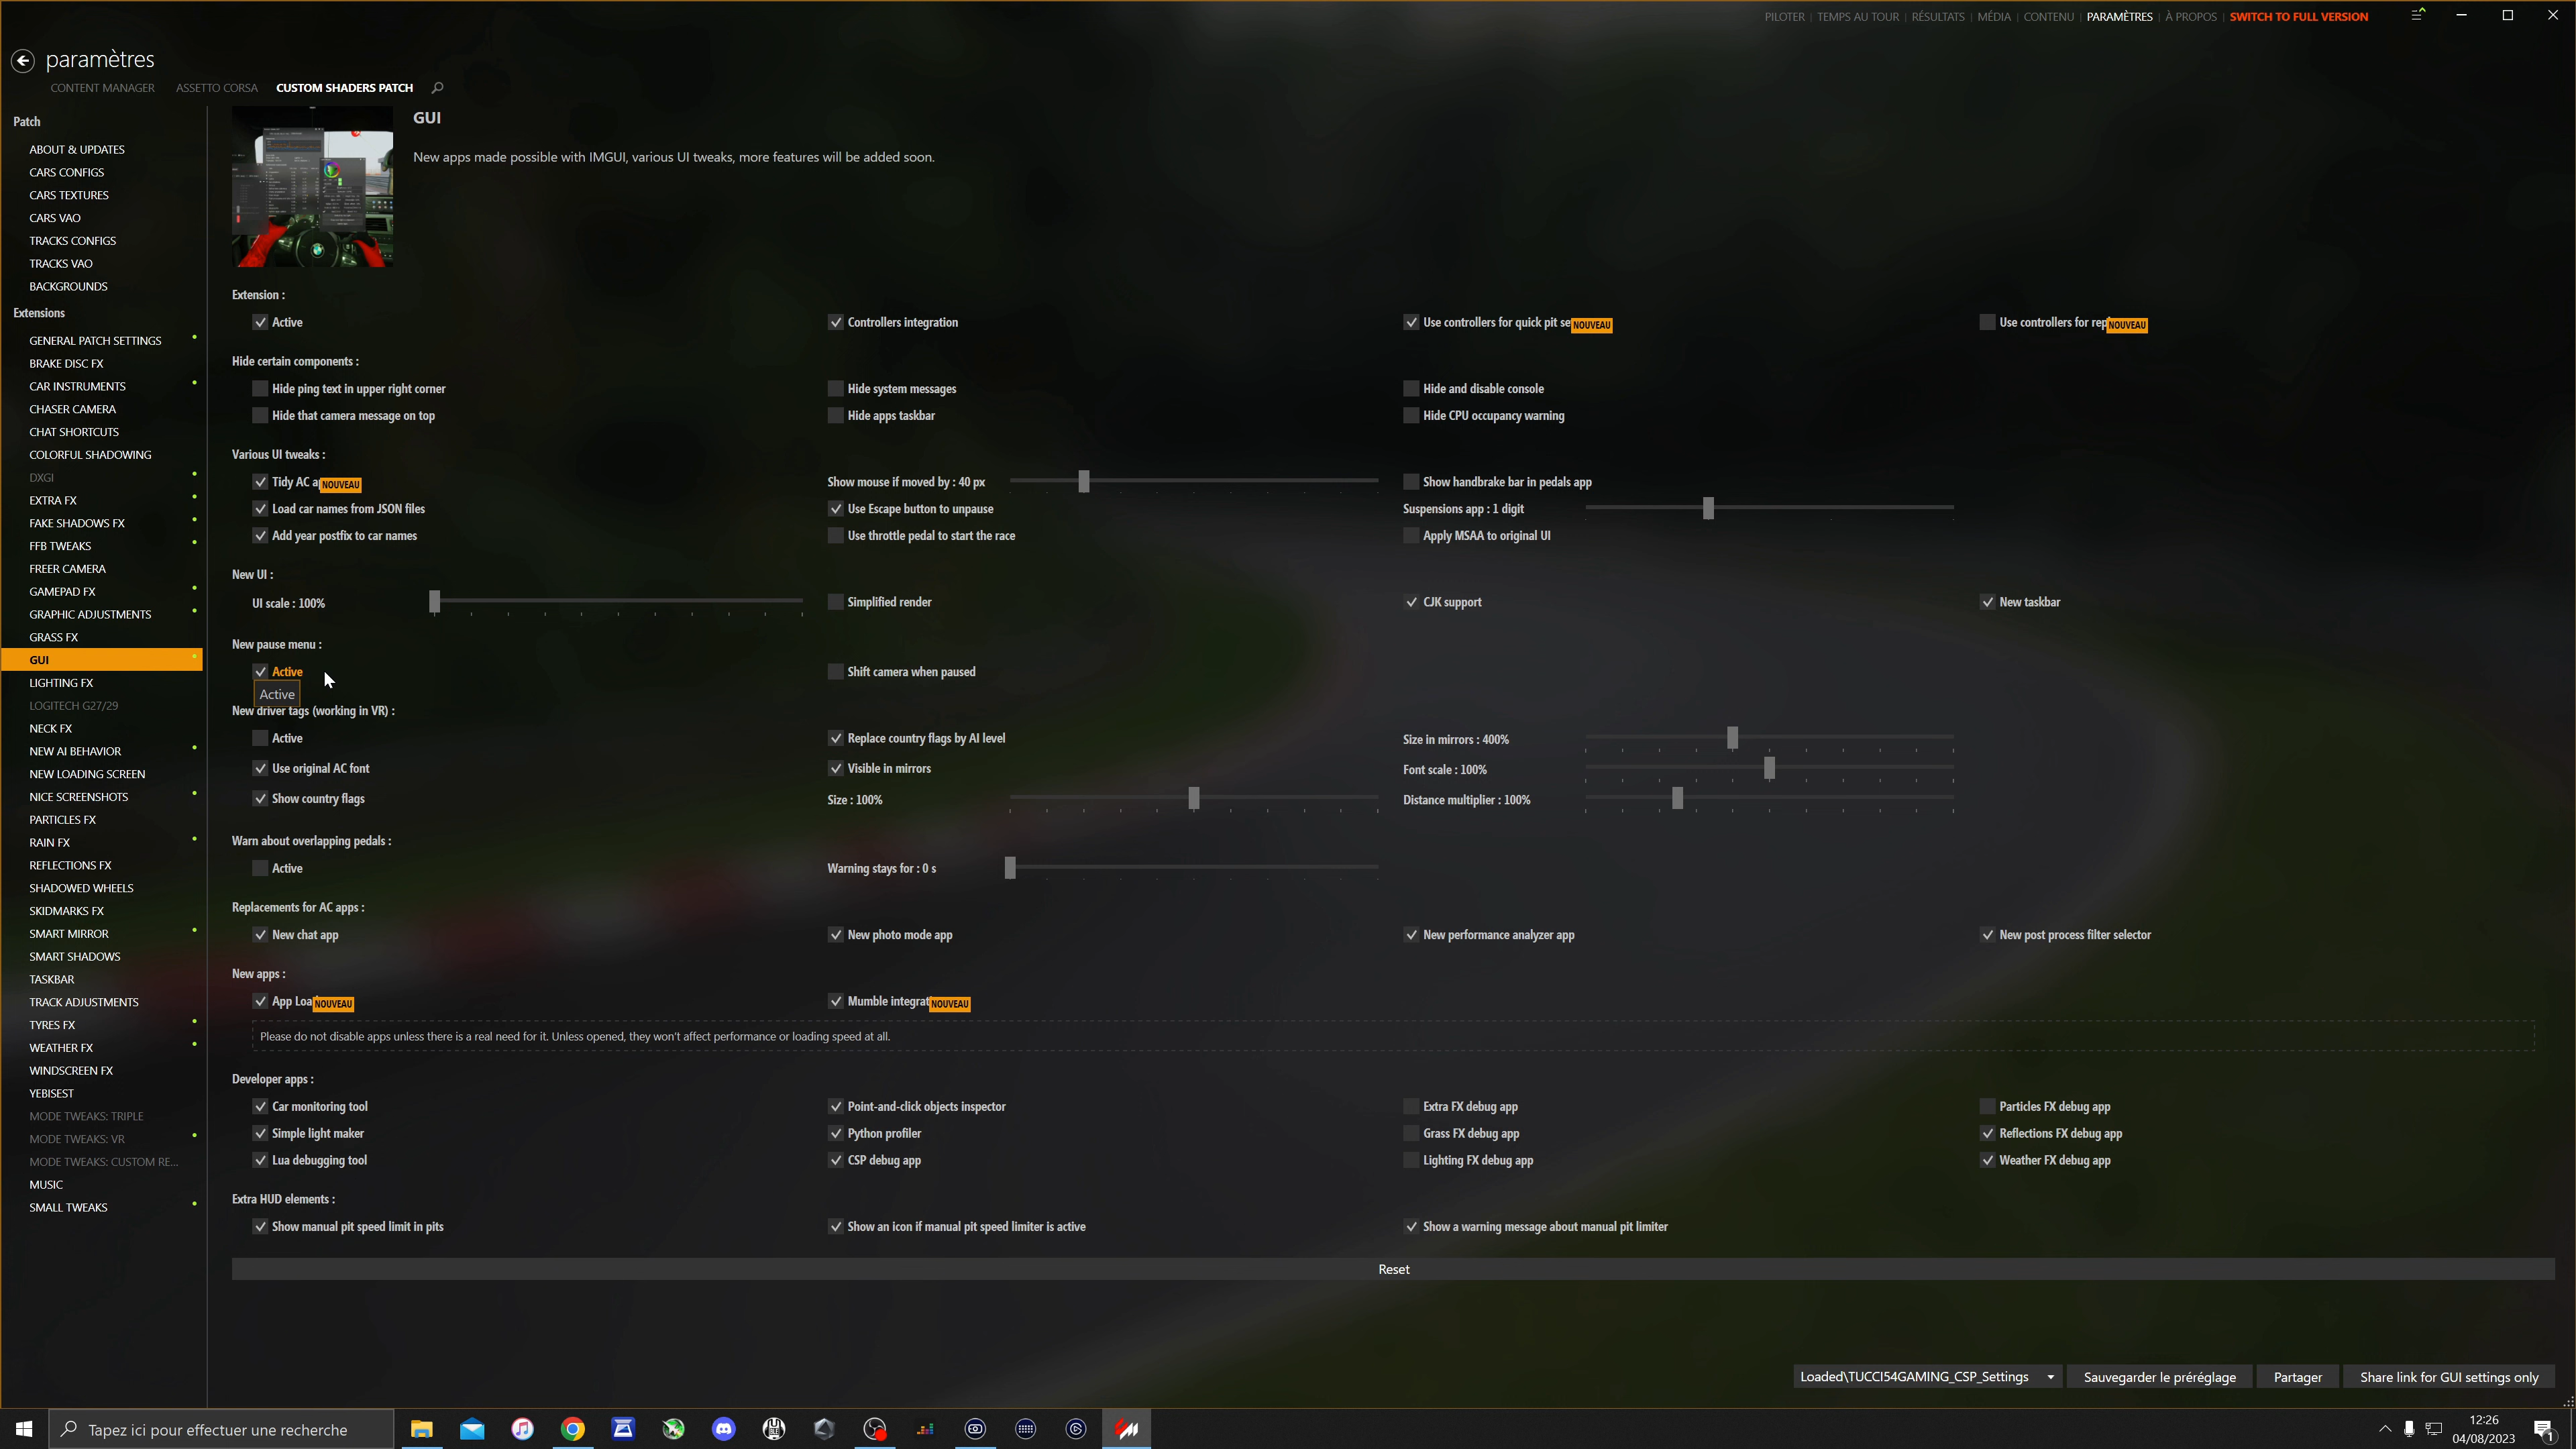 PILOTER TEMPS AU TOUR RÉSULTATS MÉDIA CONTENU PARAMÈTRES À PROPOS SWITCH TO FULL VERSION
paramètres
CONTENT MANAGER ASSETTO CORSA CUSTOM SHADERS PATCH
Patch
ABOUT & UPDATES
CARS CONFIGS
CARS TEXTURES
CARS VAO
TRACKS CONFIGS
TRACKS VAO
BACKGROUNDS
Extensions
GENERAL PATCH SETTINGS
BRAKE DISC FX
CAR INSTRUMENTS
CHASER CAMERA
CHAT SHORTCUTS
COLORFUL SHADOWING
DXGI
EXTRA FX
FAKE SHADOWS FX
FFB TWEAKS
FREER CAMERA
GAMEPAD FX
GRAPHIC ADJUSTMENTS
GRASS FX
GUI
LIGHTING FX
LOGITECH G27/29
NECK FX
NEW AI BEHAVIOR
NEW LOADING SCREEN
NICE SCREENSHOTS
PARTICLES FX
RAIN FX
REFLECTIONS FX
SHADOWED WHEELS
SKIDMARKS FX
SMART MIRROR
SMART SHADOWS
TASKBAR
TRACK ADJUSTMENTS
TYRES FX
WEATHER FX
WINDSCREEN FX
YEBISEST
MODE TWEAKS: TRIPLE
MODE TWEAKS: VR
MODE TWEAKS: CUSTOM RE...
MUSIC
SMALL TWEAKS
GUI
New apps made possible with IMGUI, various UI tweaks, more features will be added soon.
Extension :
Active Controllers integration Use controllers for quick pit se NOUVEAU Use controllers for rep NOUVEAU
Hide certain components :
Hide ping text in upper right corner Hide system messages Hide and disable console
Hide that camera message on top Hide apps taskbar Hide CPU occupancy warning
Various UI tweaks :
Tidy AC a NOUVEAU Show mouse if moved by : 40 px Show handbrake bar in pedals app
Load car names from JSON files Use Escape button to unpause Suspensions app : 1 digit
Add year postfix to car names Use throttle pedal to start the race Apply MSAA to original UI
New UI :
UI scale : 100% Simplified render CJK support New taskbar
New pause menu :
Active Shift camera when paused
Active
New driver tags (working in VR) :
Active Replace country flags by AI level Size in mirrors : 400%
Use original AC font Visible in mirrors Font scale : 100%
Show country flags Size : 100% Distance multiplier : 100%
Warn about overlapping pedals :
Active Warning stays for : 0 s
Replacements for AC apps :
New chat app New photo mode app New performance analyzer app New post process filter selector
New apps :
App Loa NOUVEAU Mumble integrat NOUVEAU
Please do not disable apps unless there is a real need for it. Unless opened, they won't affect performance or loading speed at all.
Developer apps :
Car monitoring tool Point-and-click objects inspector Extra FX debug app Particles FX debug app
Simple light maker Python profiler Grass FX debug app Reflections FX debug app
Lua debugging tool CSP debug app Lighting FX debug app Weather FX debug app
Extra HUD elements :
Show manual pit speed limit in pits Show an icon if manual pit speed limiter is active Show a warning message about manual pit limiter
Reset
Loaded\TUCCI54GAMING_CSP_Settings Sauvegarder le préréglage Partager Share link for GUI settings only
Tapez ici pour effectuer une recherche
12:26
04/08/2023
1